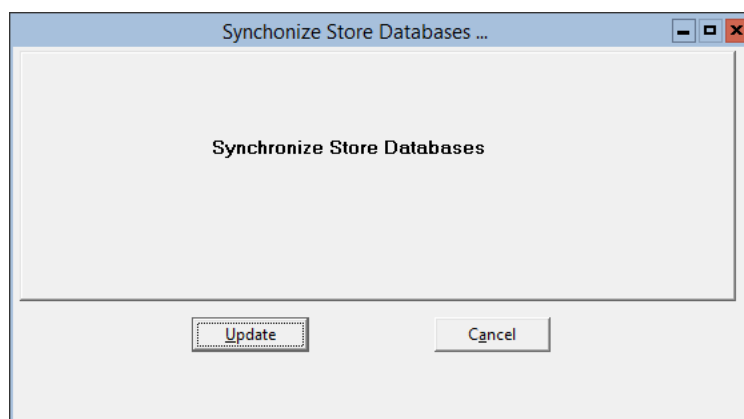 Synchonize Store Databases ...
Synchronize Store Databases
Update
Cancel